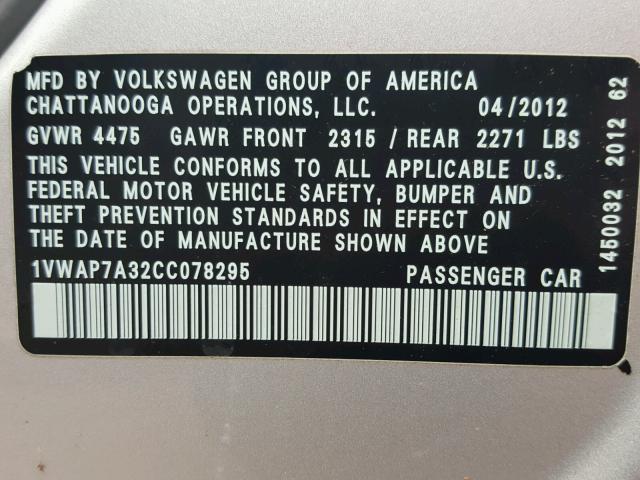 MFD BY VOLKSWAGEN GROUP OF AMERICA
CHATTANOOGA OPERATIONS, LLC. 04/2012
GVWR 4475 GAWR FRONT 2315 / REAR 2271 LBS
THIS VEHICLE CONFORMS TO ALL APPLICABLE U.S.
FEDERAL MOTOR VEHICLE SAFETY, BUMPER AND
THEFT PREVENTION STANDARDS IN EFFECT ON
THE DATE OF MANUFACTURE SHOWN ABOVE
1VWAP7A32CC078295 PASSENGER CAR
1450032 2012 62